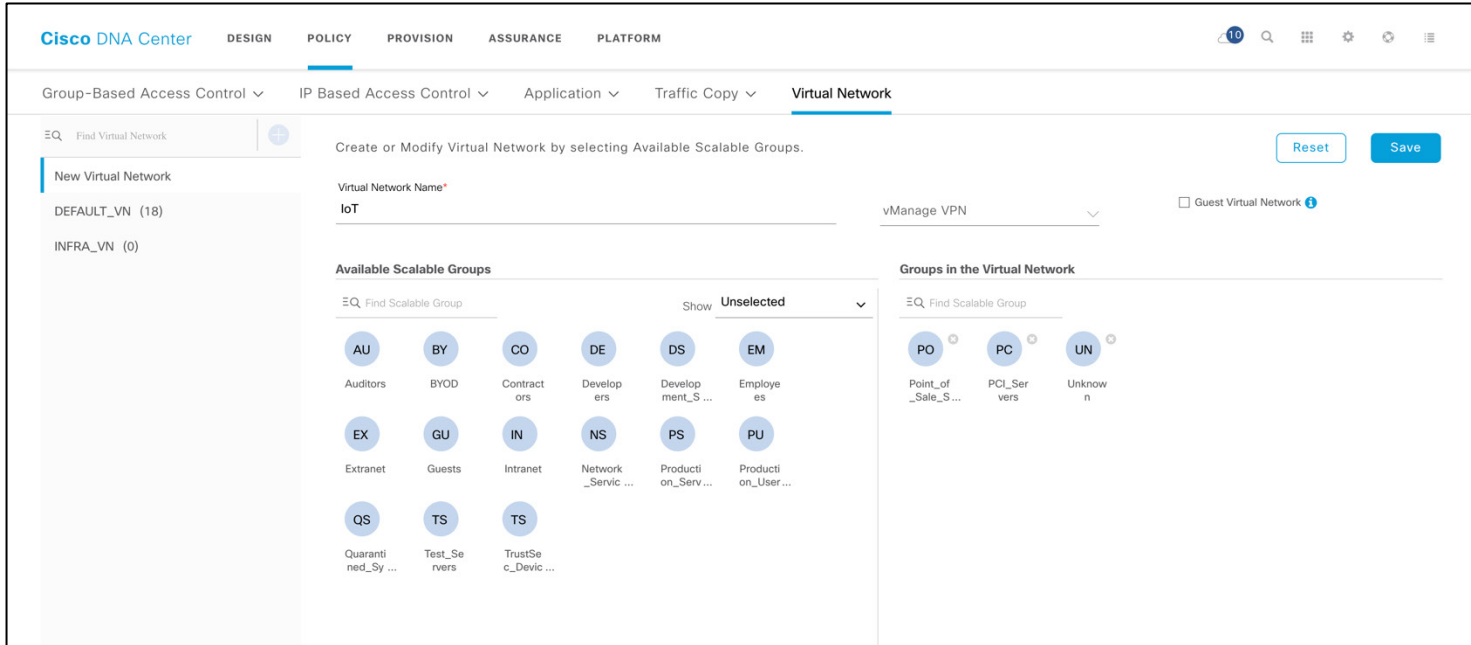 Cisco DNA Center DESIGN POLICY PROVISION ASSURANCE PLATFORM 10
Group-Based Access Control IP Based Access Control Application Traffic Copy Virtual Network
Find Virtual Network
Create or Modify Virtual Network by selecting Available Scalable Groups. Reset Save
New Virtual Network
DEFAULT_VN (18)
INFRA_VN (0)
Virtual Network Name*
IoT vManage VPN Guest Virtual Network
Available Scalable Groups Groups in the Virtual Network
Find Scalable Group Show Unselected Find Scalable Group
AU BY CO DE DS EM PO PC UN
Auditors BYOD Contract Develop Develop Employe Point_of PCI_Ser Unknow
ors ers ment_S ... es _Sale_S ... vers n
EX GU IN NS PS PU
Extranet Guests Intranet Network Producti Producti
_Servic ... on_Serv ... on_User ...
QS TS TS
Quaranti Test_Se TrustSe
ned_Sy ... rvers c_Devic ...